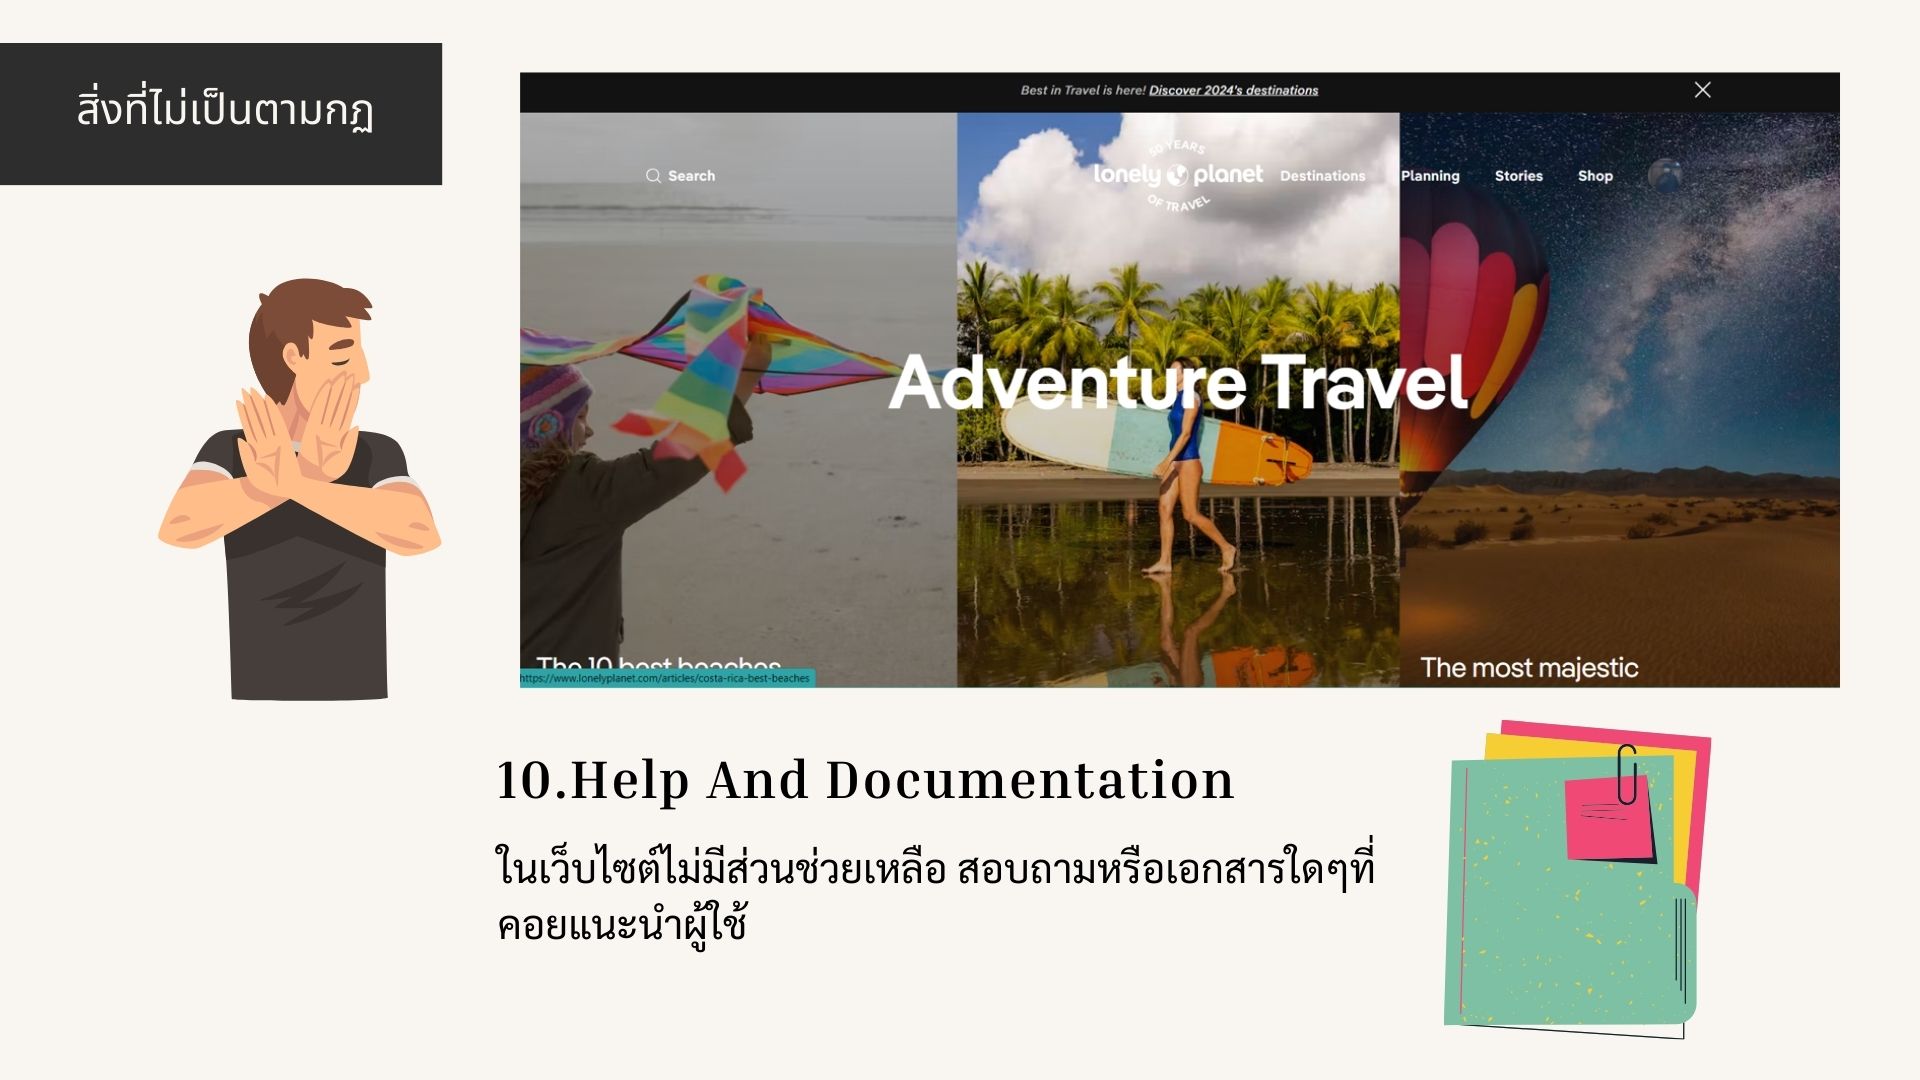 สิ่งที่ไม่เป็นตามกฏ
Best in Travel is here! Discover 2024's destinations
Search
50 YEARS
lonely planet
OF TRAVEL
Destinations
Planning
Stories
Shop
Adventure Travel
The 10 best beaches
https://www.lonelyplanet.com/articles/costa-rica-best-beaches
The most majestic
10.Help And Documentation
ในเว็บไซต์ไม่มีส่วนช่วยเหลือ สอบถามหรือเอกสารใดๆที่
คอยแนะนำผู้ใช้